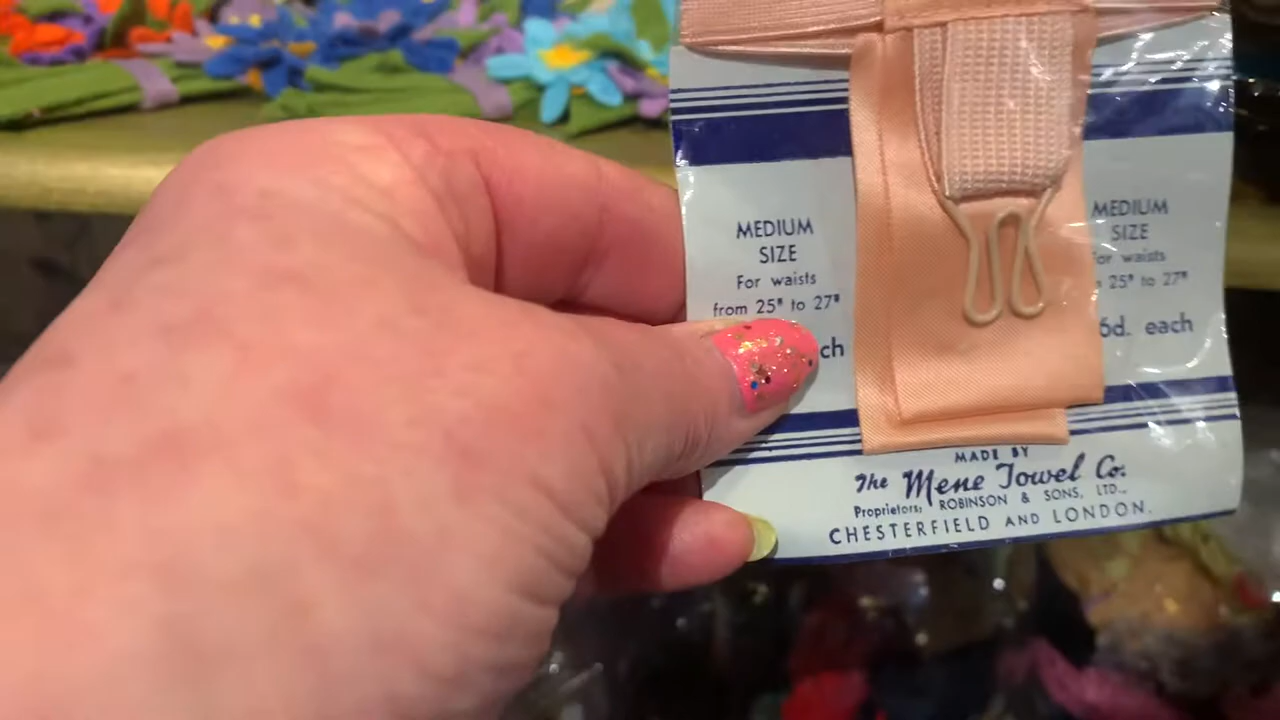 MEDIUM
SIZE
For waists
from 25" to 27"
ch
MEDIUM
SIZE
For waists
25" to 27"
6d. each
MADE BY
The Mene Towel Co.
Proprietors, ROBINSON & SONS, LTD.,
CHESTERFIELD AND LONDON.